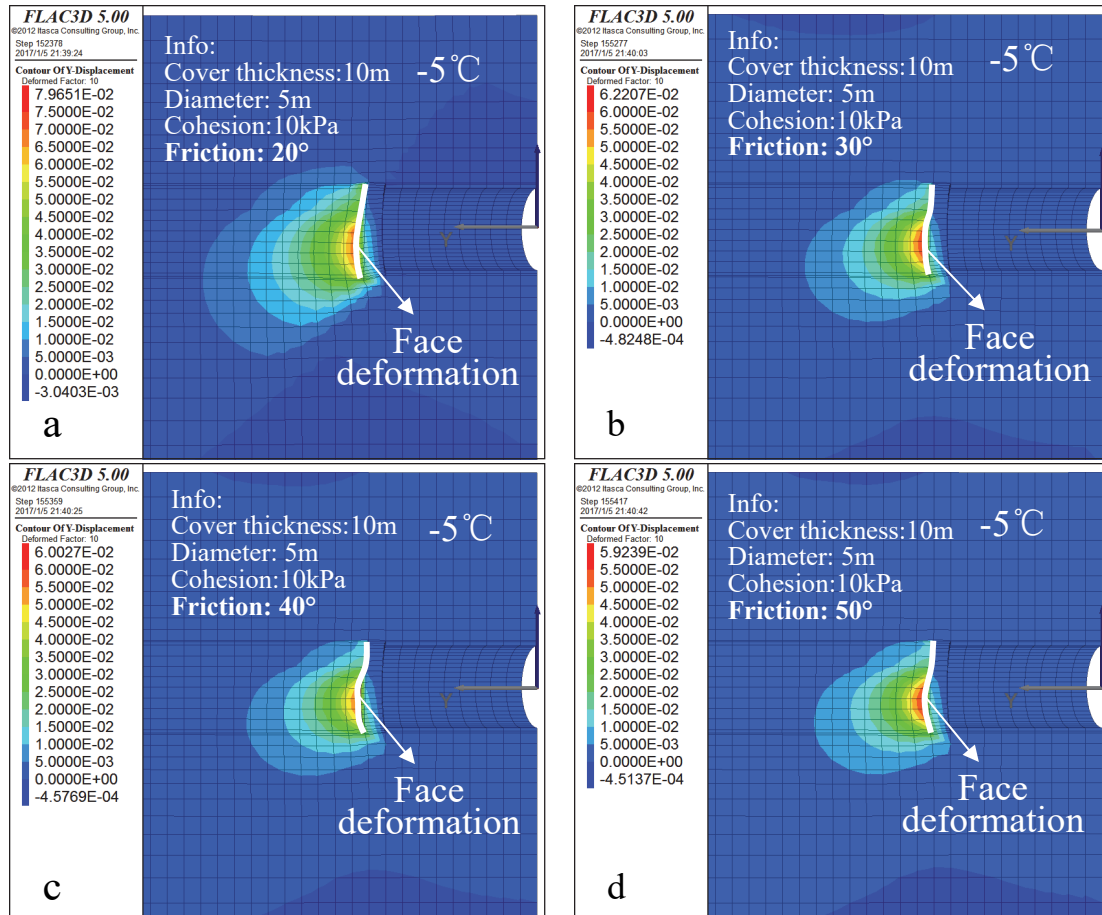 FLAC3D 5.00
©2012 Itasca Consulting Group, Inc.
Step 152378
2017/1/5 21:39:24
Contour Of Y-Displacement
Deformed Factor: 10
7.9651E-02
7.5000E-02
7.0000E-02
6.5000E-02
6.0000E-02
5.5000E-02
5.0000E-02
4.5000E-02
4.0000E-02
3.5000E-02
3.0000E-02
2.5000E-02
2.0000E-02
1.5000E-02
1.0000E-02
5.0000E-03
0.0000E+00
-3.0403E-03
Info:
Cover thickness:10m
-5℃
Diameter: 5m
Cohesion:10kPa
Friction: 20°
Y
Face
deformation
a
FLAC3D 5.00
©2012 Itasca Consulting Group, Inc.
Step 155277
2017/1/5 21:40:03
Contour Of Y-Displacement
Deformed Factor: 10
6.2207E-02
6.0000E-02
5.5000E-02
5.0000E-02
4.5000E-02
4.0000E-02
3.5000E-02
3.0000E-02
2.5000E-02
2.0000E-02
1.5000E-02
1.0000E-02
5.0000E-03
0.0000E+00
-4.8248E-04
Info:
Cover thickness:10m
-5℃
Diameter: 5m
Cohesion:10kPa
Friction: 30°
Y
Face
deformation
b
FLAC3D 5.00
©2012 Itasca Consulting Group, Inc.
Step 155359
2017/1/5 21:40:25
Contour Of Y-Displacement
Deformed Factor: 10
6.0027E-02
6.0000E-02
5.5000E-02
5.0000E-02
4.5000E-02
4.0000E-02
3.5000E-02
3.0000E-02
2.5000E-02
2.0000E-02
1.5000E-02
1.0000E-02
5.0000E-03
0.0000E+00
-4.5769E-04
Info:
Cover thickness:10m
-5℃
Diameter: 5m
Cohesion:10kPa
Friction: 40°
Y
Face
deformation
c
FLAC3D 5.00
©2012 Itasca Consulting Group, Inc.
Step 155417
2017/1/5 21:40:42
Contour Of Y-Displacement
Deformed Factor: 10
5.9239E-02
5.5000E-02
5.0000E-02
4.5000E-02
4.0000E-02
3.5000E-02
3.0000E-02
2.5000E-02
2.0000E-02
1.5000E-02
1.0000E-02
5.0000E-03
0.0000E+00
-4.5137E-04
Info:
Cover thickness:10m
-5℃
Diameter: 5m
Cohesion:10kPa
Friction: 50°
Y
Face
deformation
d